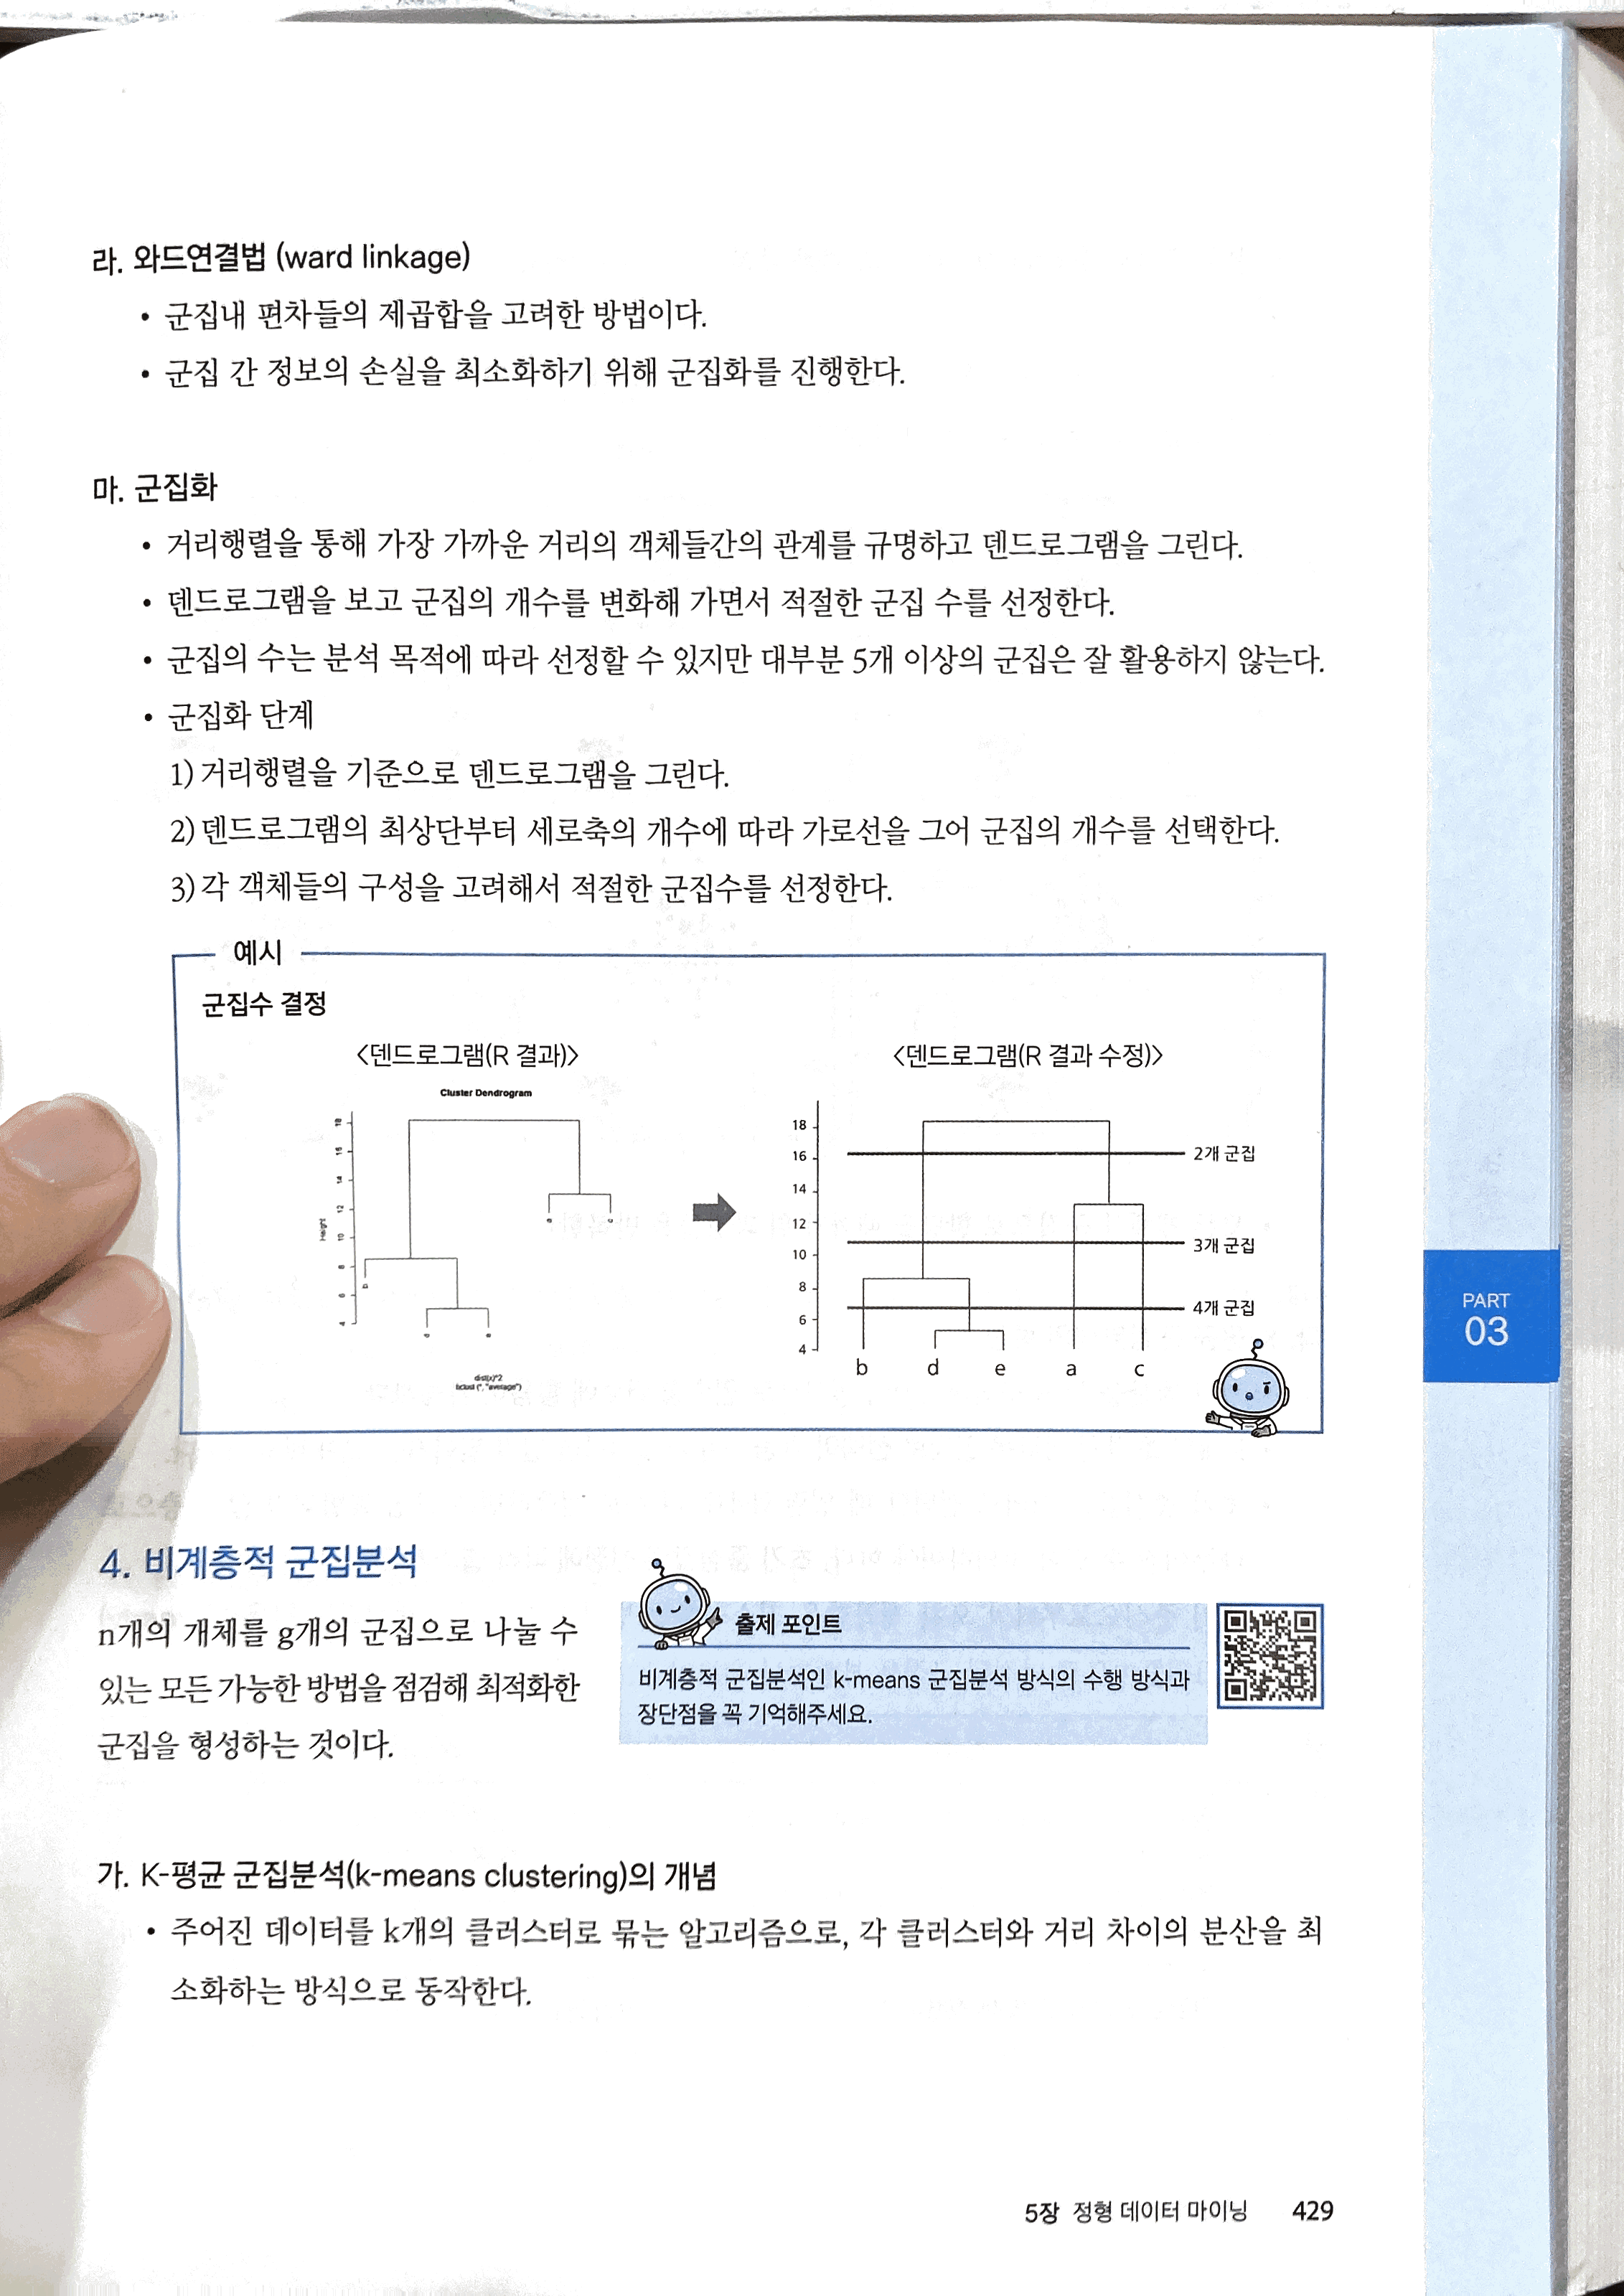 라. 와드연결법 (ward linkage)
• 군집내 편차들의 제곱합을 고려한 방법이다.
• 군집 간 정보의 손실을 최소화하기 위해 군집화를 진행한다.
마. 군집화
• 거리행렬을 통해 가장 가까운 거리의 객체들간의 관계를 규명하고 덴드로그램을 그린다.
• 덴드로그램을 보고 군집의 개수를 변화해 가면서 적절한 군집 수를 선정한다.
• 군집의 수는 분석 목적에 따라 선정할 수 있지만 대부분 5개 이상의 군집은 잘 활용하지 않는다.
• 군집화 단계
1) 거리행렬을 기준으로 덴드로그램을 그린다.
2) 덴드로그램의 최상단부터 세로축의 개수에 따라 가로선을 그어 군집의 개수를 선택한다.
3) 각 객체들의 구성을 고려해서 적절한 군집수를 선정한다.
예시
군집수 결정
<덴드로그램(R 결과)>
Cluster Dendrogram
18
16
14
12
10
8
6
4
Height
b
d
e
a
c
dist(x)^2
hclust (*, "average")
<덴드로그램(R 결과 수정)>
18
16
14
12
10
8
6
4
2개 군집
3개 군집
4개 군집
b d e a c
PART
03
4. 비계층적 군집분석
n개의 개체를 g개의 군집으로 나눌 수
있는 모든 가능한 방법을 점검해 최적화한
군집을 형성하는 것이다.
출제 포인트
비계층적 군집분석인 k-means 군집분석 방식의 수행 방식과
장단점을 꼭 기억해주세요.
가. K-평균 군집분석(k-means clustering)의 개념
• 주어진 데이터를 k개의 클러스터로 묶는 알고리즘으로, 각 클러스터와 거리 차이의 분산을 최
소화하는 방식으로 동작한다.
5장 정형 데이터 마이닝 429